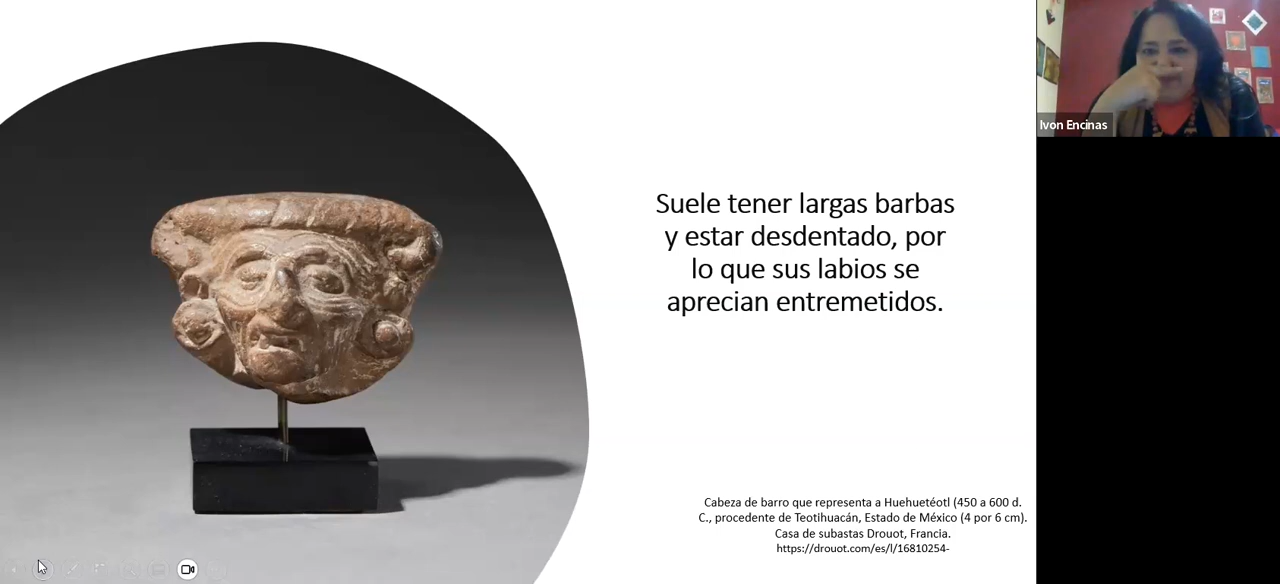 Suele tener largas barbas
y estar desdentado, por
lo que sus labios se
aprecian entremetidos.
Cabeza de barro que representa a Huehuetéotl (450 a 600 d.
C., procedente de Teotihuacán, Estado de México (4 por 6 cm).
Casa de subastas Drouot, Francia.
https://drouot.com/es/l/16810254-
Ivon Encinas